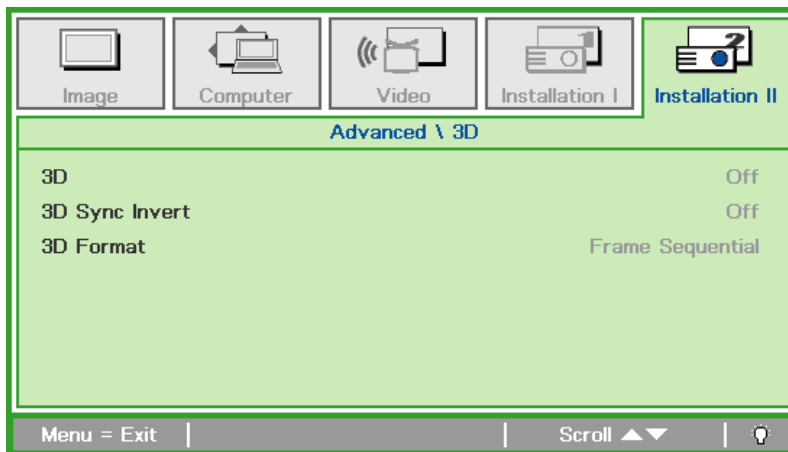 Image Computer Video Installation I Installation II
Advanced \ 3D
3D Off
3D Sync Invert Off
3D Format Frame Sequential
Menu = Exit Scroll ▲▼